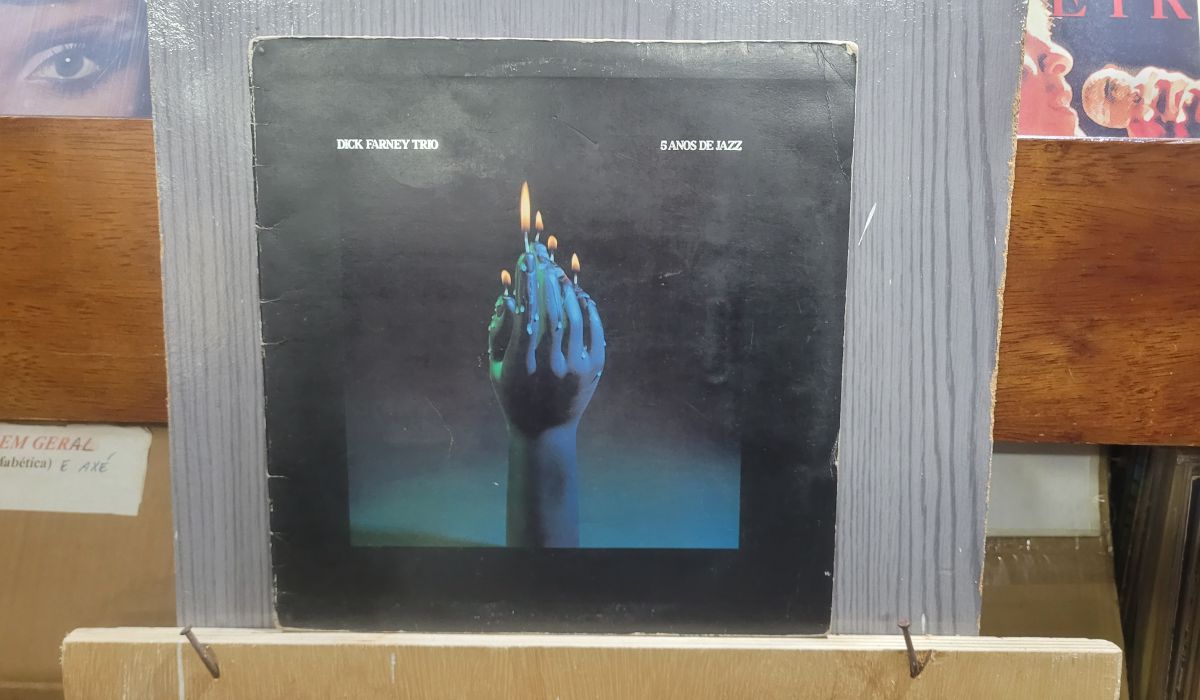 DICK FARNEY TRIO
5 ANOS DE JAZZ
EM GERAL
fabética) E AXÉ